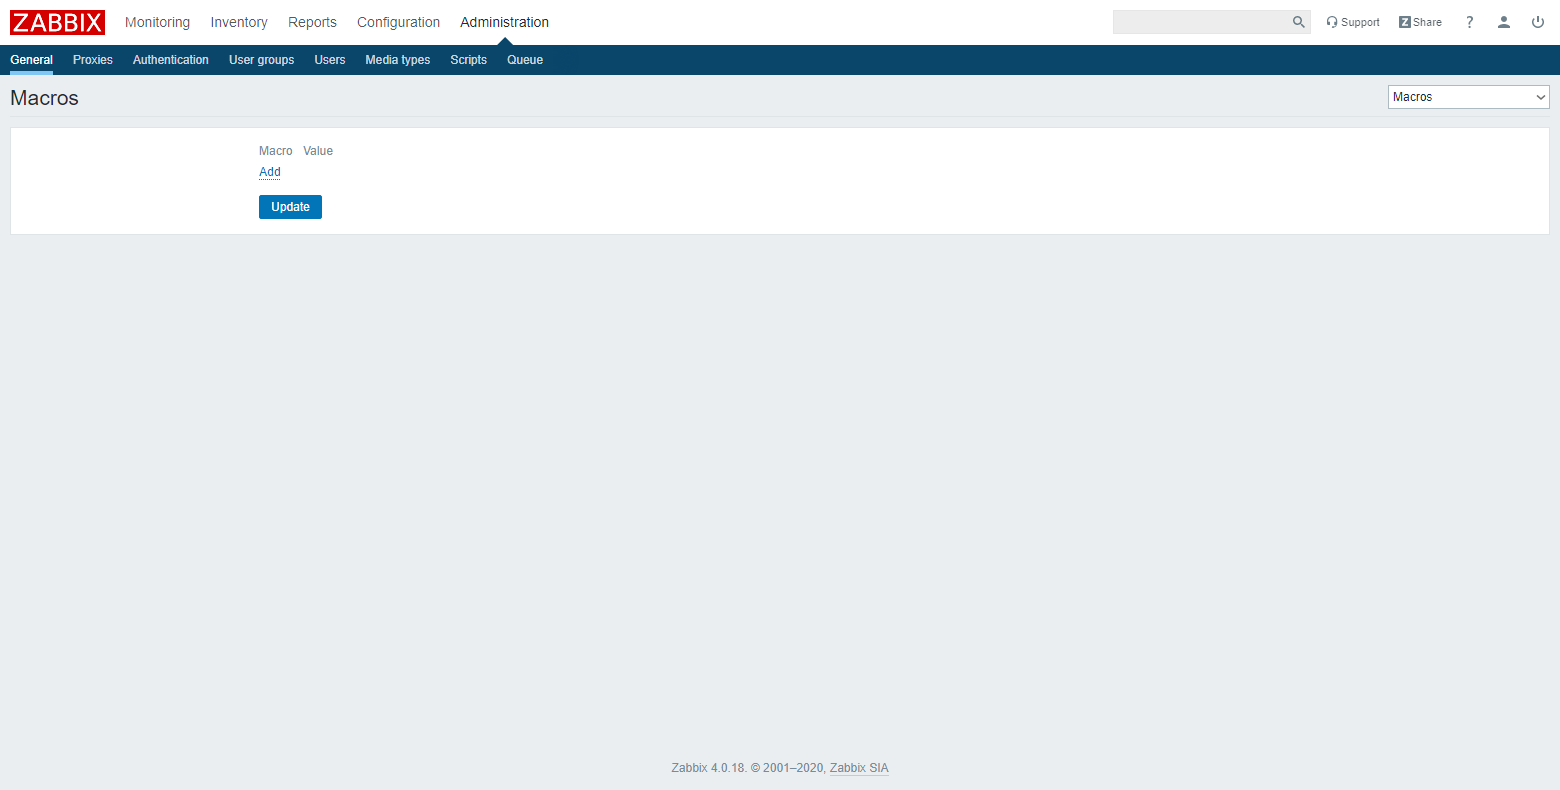 ZABBIX Monitoring Inventory Reports Configuration Administration Support Z Share ?
General Proxies Authentication User groups Users Media types Scripts Queue
Macros Macros
Macro Value
Add
Update
Zabbix 4.0.18. © 2001–2020, Zabbix SIA